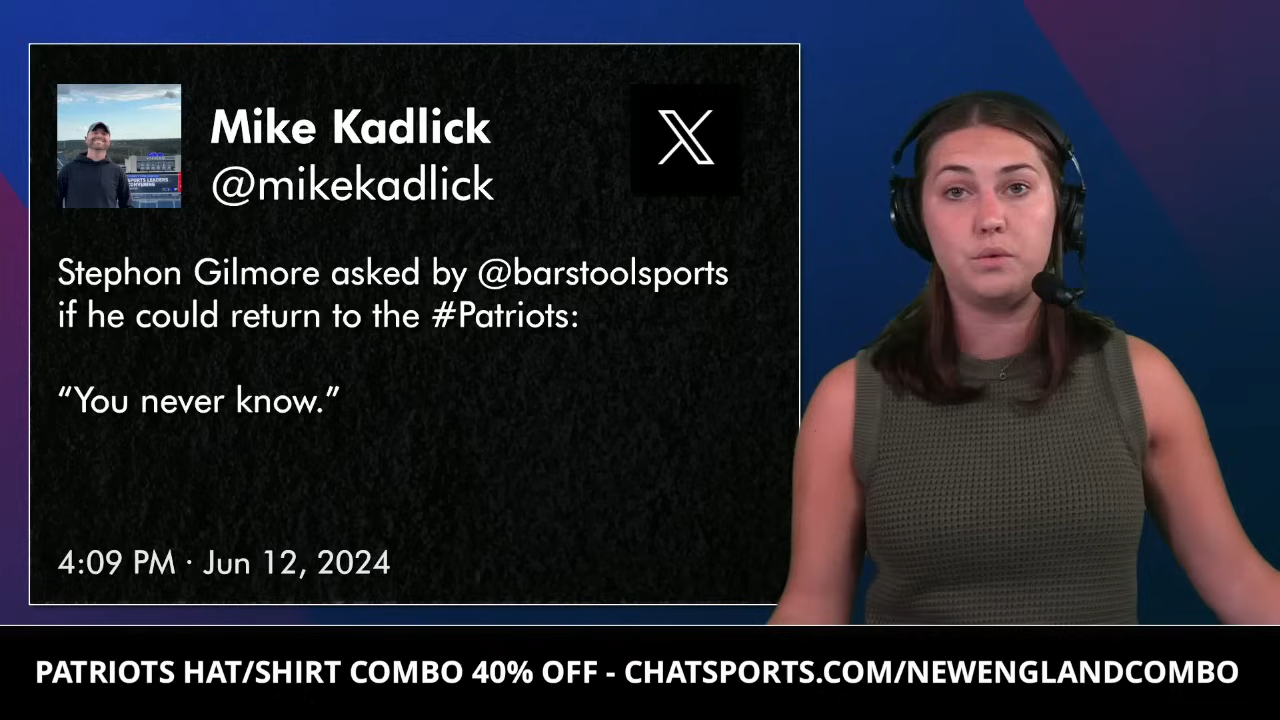 Mike Kadlick
@mikekadlick
Stephon Gilmore asked by @barstoolsports
if he could return to the #Patriots:
“You never know.”
4:09 PM · Jun 12, 2024
PATRIOTS HAT/SHIRT COMBO 40% OFF - CHATSPORTS.COM/NEWENGLANDCOMBO